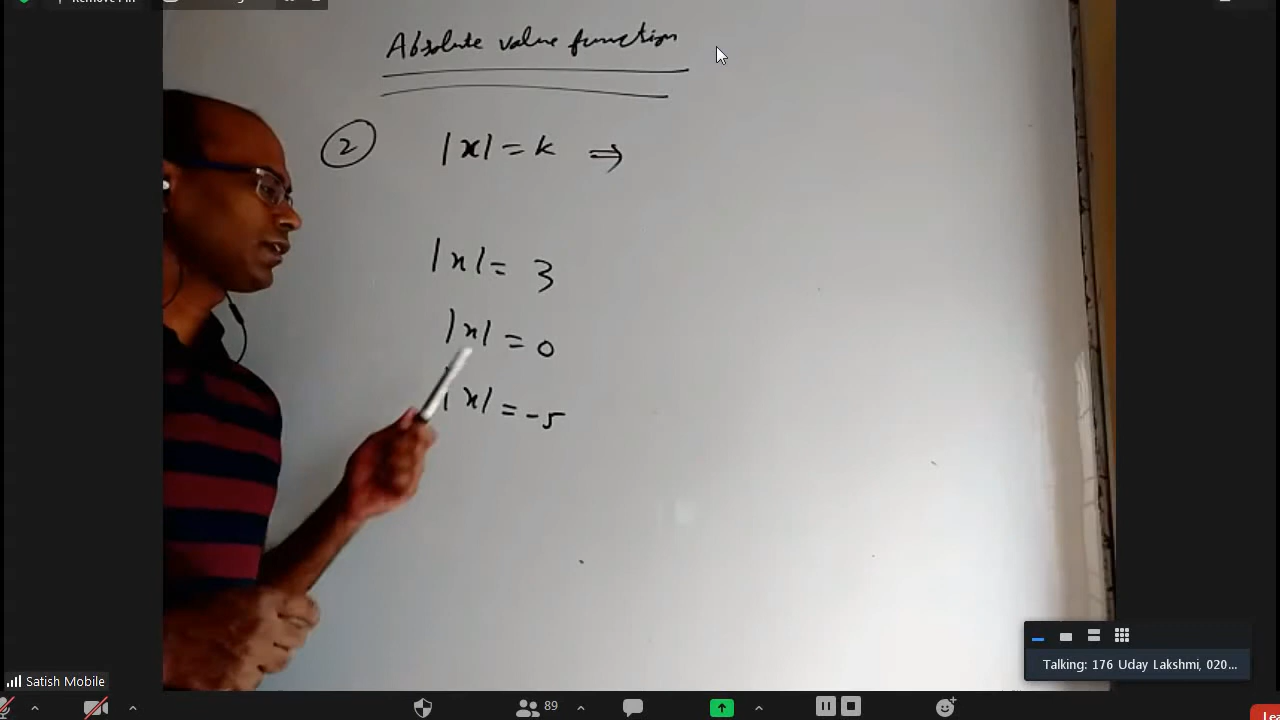 Absolute value function
2 |x| = k ⇒
|x| = 3
|x| = 0
|x| = -5
Talking: 176 Uday Lakshmi, 020...
Satish Mobile
89